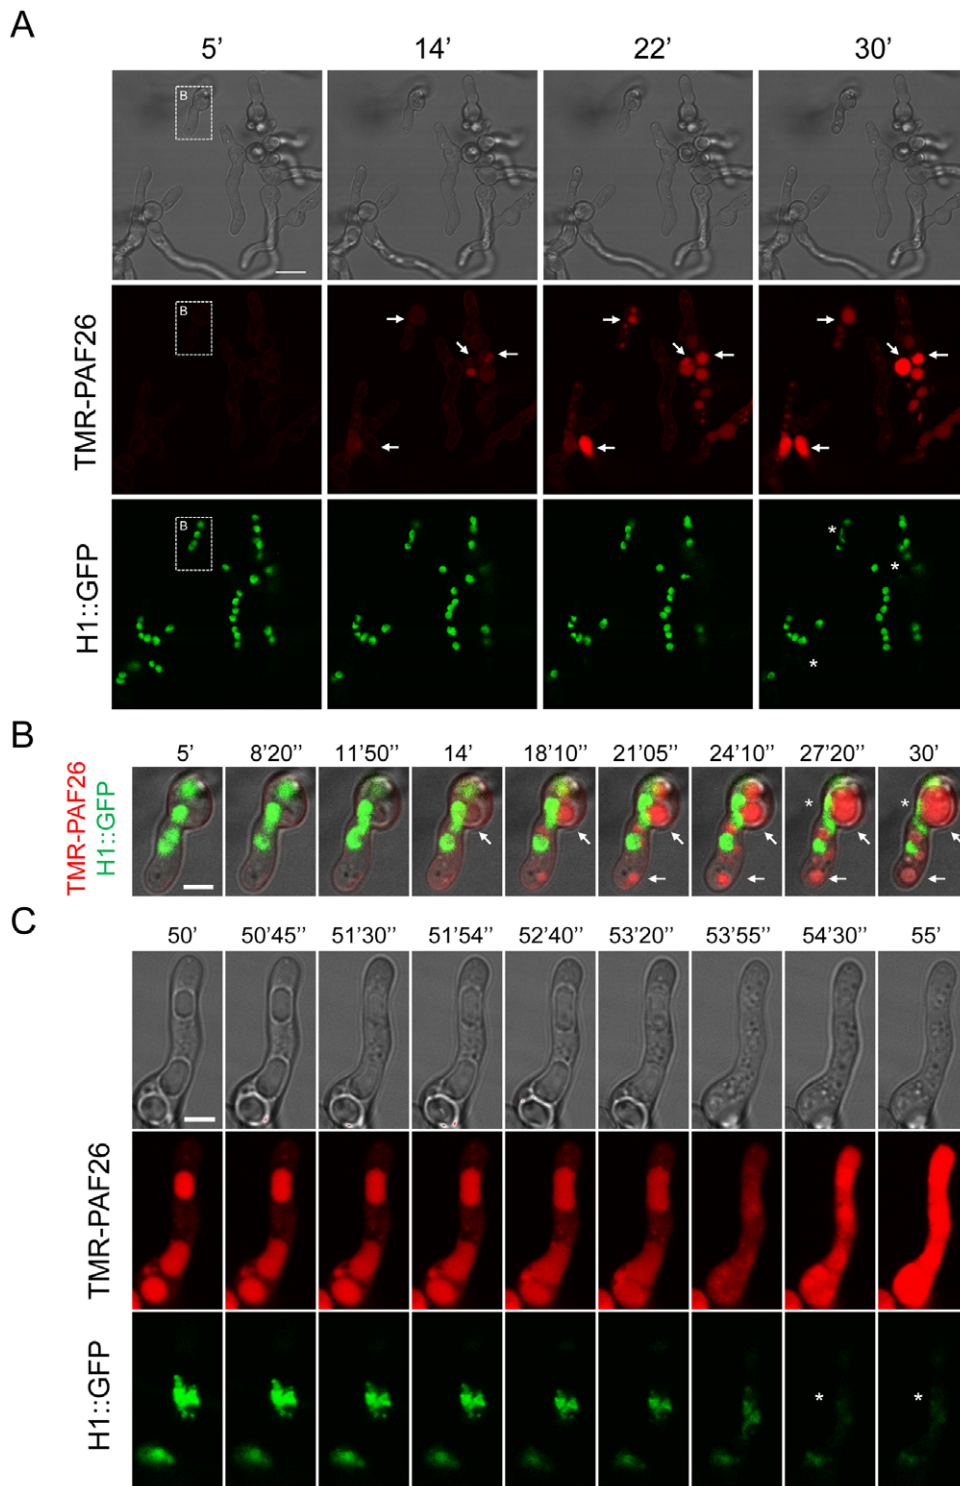 A
5’ 14’ 22’ 30’
B
TMR-PAF26
B
H1::GFP
B
*
*
*
B
TMR-PAF26
H1::GFP
5’ 8’20’’ 11’50’’ 14’ 18’10’’ 21’05’’ 24’10’’ 27’20’’ 30’
* *
C
50’ 50’45’’ 51’30’’ 51’54’’ 52’40’’ 53’20’’ 53’55’’ 54’30’’ 55’
TMR-PAF26
H1::GFP
* *